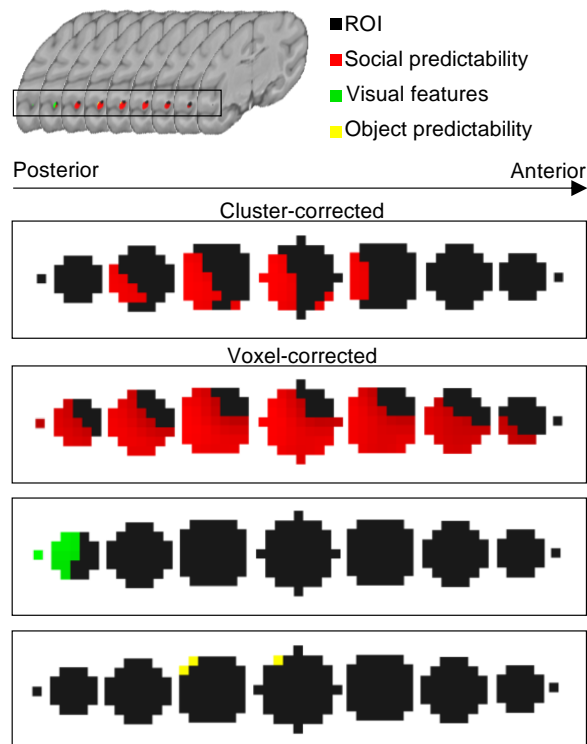 ROI
Social predictability
Visual features
Object predictability
Posterior Anterior
Cluster-corrected
Voxel-corrected